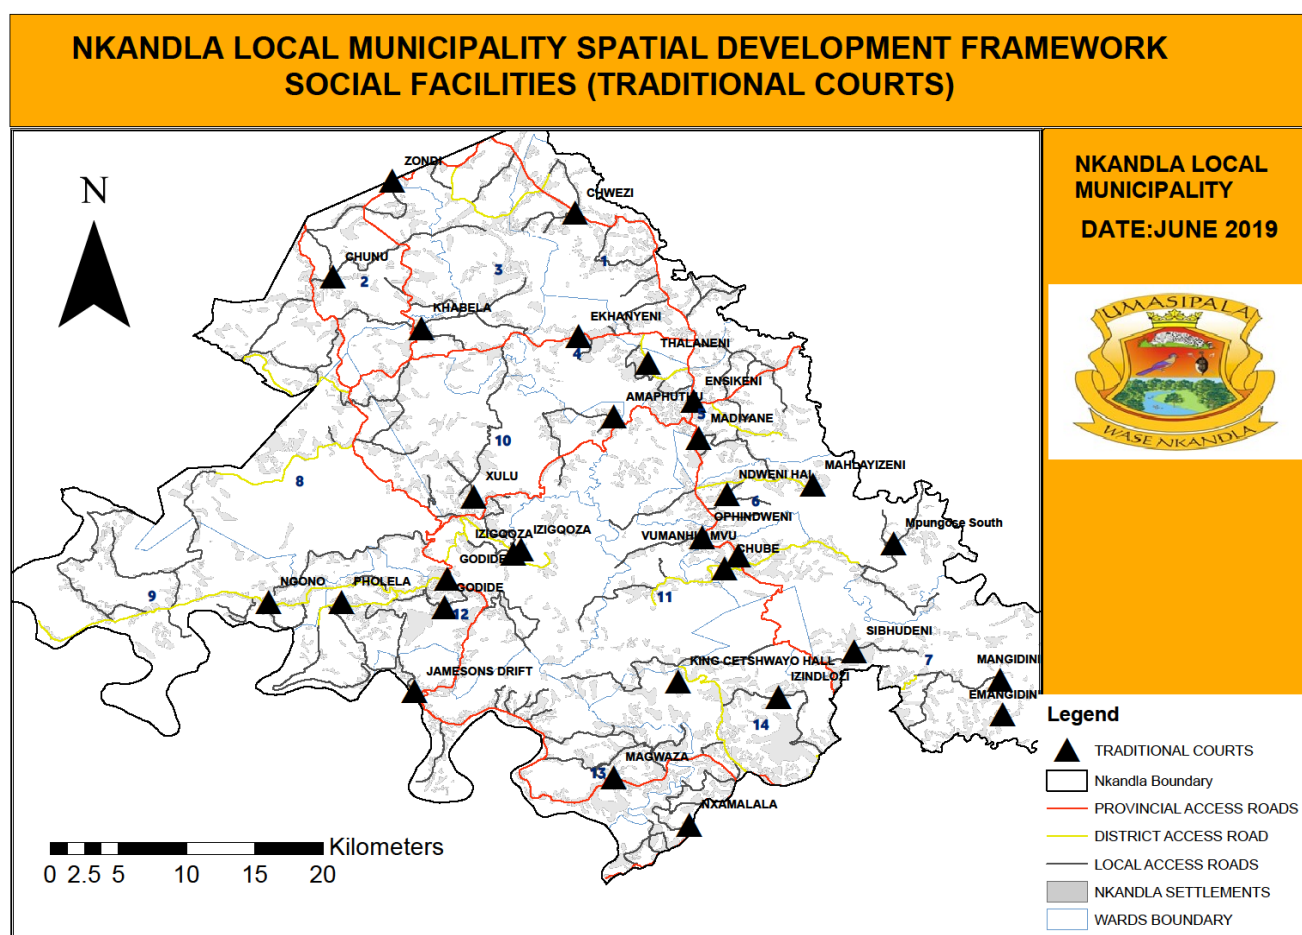 NKANDLA LOCAL MUNICIPALITY SPATIAL DEVELOPMENT FRAMEWORK
SOCIAL FACILITIES (TRADITIONAL COURTS)
NKANDLA LOCAL
MUNICIPALITY
DATE:JUNE 2019
UMASIPALA
WASE NKANDLA
N
ZONDI
CHWEZI
1
3
CHUNU
2
KHABELA
EKHANYENI
4
THALANENI
ENSIKENI
AMAPHUTHU
5
MADIYANE
10
8
XULU
MAHLAYIZENI
NDWENI HAL
6
OPHINDWENI
Mpungose South
IZIGQOZA
IZIGQOZA
VUMANHLAMVU
CHUBE
GODIDE
GODIDE
NGONO
PHOLELA
9
11
12
SIBHUDENI
7
MANGIDINI
EMANGIDINI
KING CETSHWAYO HALL
IZINDLOZI
JAMESONS DRIFT
14
MAGWAZA
13
NXAMALALA
Kilometers
0 2.5 5 10 15 20
Legend
TRADITIONAL COURTS
Nkandla Boundary
PROVINCIAL ACCESS ROADS
DISTRICT ACCESS ROAD
LOCAL ACCESS ROADS
NKANDLA SETTLEMENTS
WARDS BOUNDARY